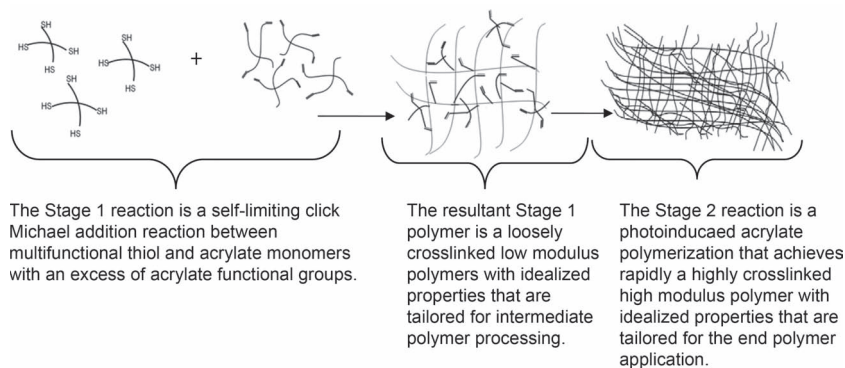 SH
HS
SH
HS
SH
HS
SH
HS
SH
HS
SH
HS
+
The Stage 1 reaction is a self-limiting click
Michael addition reaction between
multifunctional thiol and acrylate monomers
with an excess of acrylate functional groups.
The resultant Stage 1
polymer is a loosely
crosslinked low modulus
polymers with idealized
properties that are
tailored for intermediate
polymer processing.
The Stage 2 reaction is a
photoinducaed acrylate
polymerization that achieves
rapidly a highly crosslinked
high modulus polymer with
idealized properties that are
tailored for the end polymer
application.